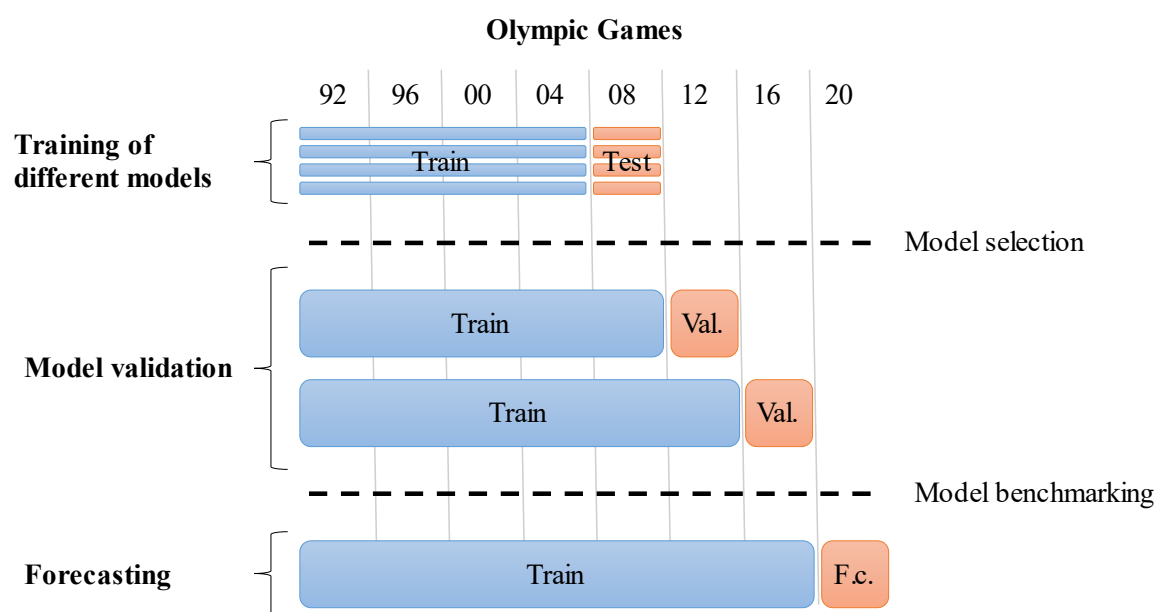 Olympic Games
92 96 00 04 08 12 16 20
Training of
different models
Train Test
Model selection
Model validation
Train Val.
Train Val.
Model benchmarking
Forecasting
Train F.c.